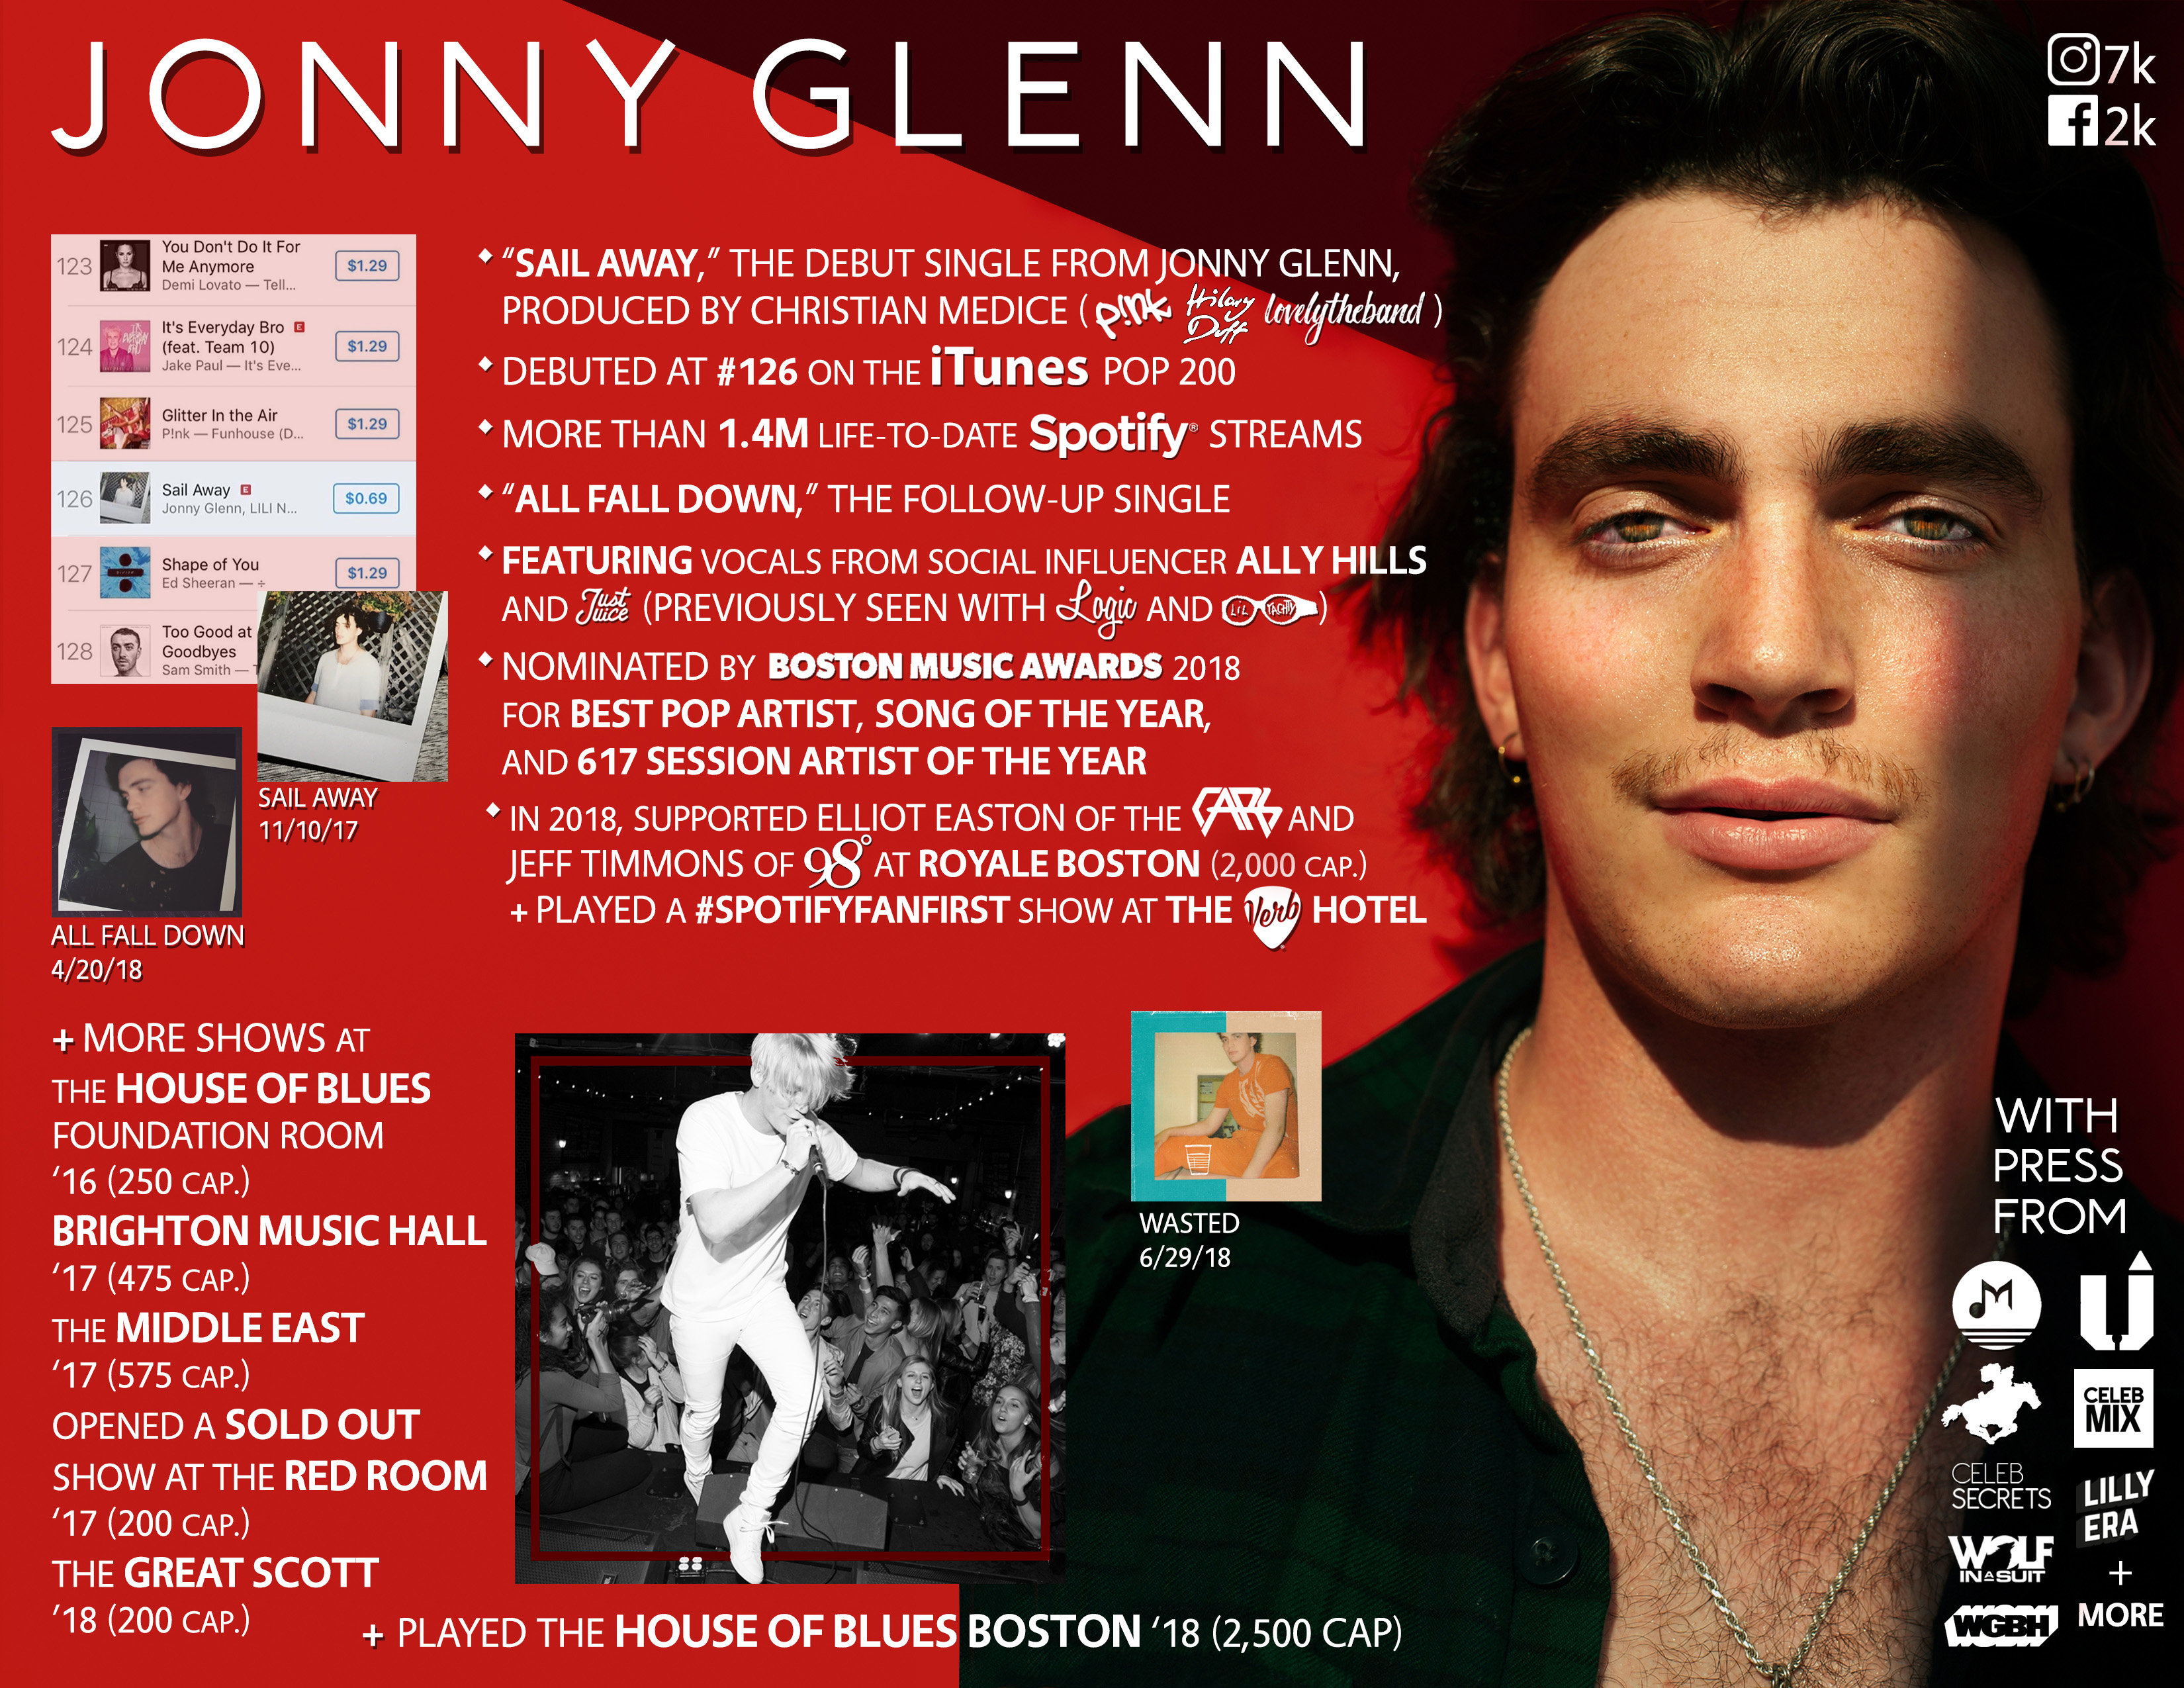 JONNY GLENN
7k
2k
123 You Don't Do It For
Me Anymore
Demi Lovato — Tell...
$1.29
124 It's Everyday Bro E
(feat. Team 10)
Jake Paul — It's Eve...
$1.29
125 Glitter In the Air
P!nk — Funhouse (D...
$1.29
126 Sail Away E
Jonny Glenn, LILI N...
$0.69
127 Shape of You
Ed Sheeran — ÷
$1.29
128 Too Good at
Goodbyes
Sam Smith —
SAIL AWAY
11/10/17
ALL FALL DOWN
4/20/18
“SAIL AWAY,” THE DEBUT SINGLE FROM JONNY GLENN,
PRODUCED BY CHRISTIAN MEDICE ( P!nk Hilary Duff lovelytheband )
DEBUTED AT #126 ON THE iTunes POP 200
MORE THAN 1.4M LIFE-TO-DATE Spotify® STREAMS
“ALL FALL DOWN,” THE FOLLOW-UP SINGLE
FEATURING VOCALS FROM SOCIAL INFLUENCER ALLY HILLS
AND Just Juice (PREVIOUSLY SEEN WITH Logic AND LIL YACHTY)
NOMINATED BY BOSTON MUSIC AWARDS 2018
FOR BEST POP ARTIST, SONG OF THE YEAR,
AND 617 SESSION ARTIST OF THE YEAR
IN 2018, SUPPORTED ELLIOT EASTON OF THE CARS AND
JEFF TIMMONS OF 98° AT ROYALE BOSTON (2,000 CAP.)
+ PLAYED A #SPOTIFYFANFIRST SHOW AT THE Verb HOTEL
+ MORE SHOWS AT
THE HOUSE OF BLUES
FOUNDATION ROOM
‘16 (250 CAP.)
BRIGHTON MUSIC HALL
‘17 (475 CAP.)
THE MIDDLE EAST
‘17 (575 CAP.)
OPENED A SOLD OUT
SHOW AT THE RED ROOM
‘17 (200 CAP.)
THE GREAT SCOTT
‘18 (200 CAP.)
+ PLAYED THE HOUSE OF BLUES BOSTON ‘18 (2,500 CAP)
WASTED
6/29/18
WITH
PRESS
FROM
M
CELEB
MIX
CELEB
SECRETS
LILLY
ERA
WOLF
IN A SUIT
+
WGBH
MORE